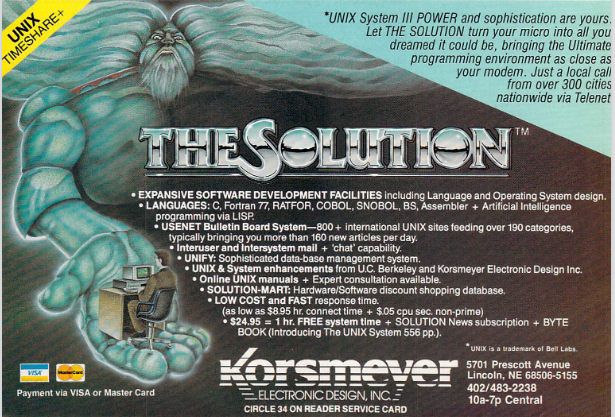 UNIX
TIMESHARE+
*UNIX System III POWER and sophistication are yours.
Let THE SOLUTION turn your micro into all you
dreamed it could be, bringing the Ultimate
programming environment as close as
your modem. Just a local call
from over 300 cities
nationwide via Telenet
THE SOLUTION™
• EXPANSIVE SOFTWARE DEVELOPMENT FACILITIES including Language and Operating System design.
• LANGUAGES: C, Fortran 77, RATFOR, COBOL, SNOBOL, BS, Assembler + Artificial Intelligence
programming via LISP.
• USENET Bulletin Board System—800+ international UNIX sites feeding over 190 categories,
typically bringing you more than 160 new articles per day.
• Interuser and intersystem mail + 'chat' capability.
• UNIFY: Sophisticated data-base management system.
• UNIX & System enhancements from U.C. Berkeley and Korsmeyer Electronic Design Inc.
• Online UNIX manuals + Expert consultation available.
• SOLUTION-MART: Hardware/Software discount shopping database.
• LOW COST and FAST response time.
(as low as $8.95 hr. connect time + $.05 cpu sec. non-prime)
• $24.95 = 1 hr. FREE system time + SOLUTION News subscription + BYTE
BOOK (Introducing The UNIX System 556 pp.).
*UNIX is a trademark of Bell Labs.
VISA
MasterCard
Payment via VISA or Master Card
Korsmeyer
ELECTRONIC DESIGN, INC.
5701 Prescott Avenue
Lincoln, NE 68506-5155
402/483-2238
10a-7p Central
CIRCLE 34 ON READER SERVICE CARD